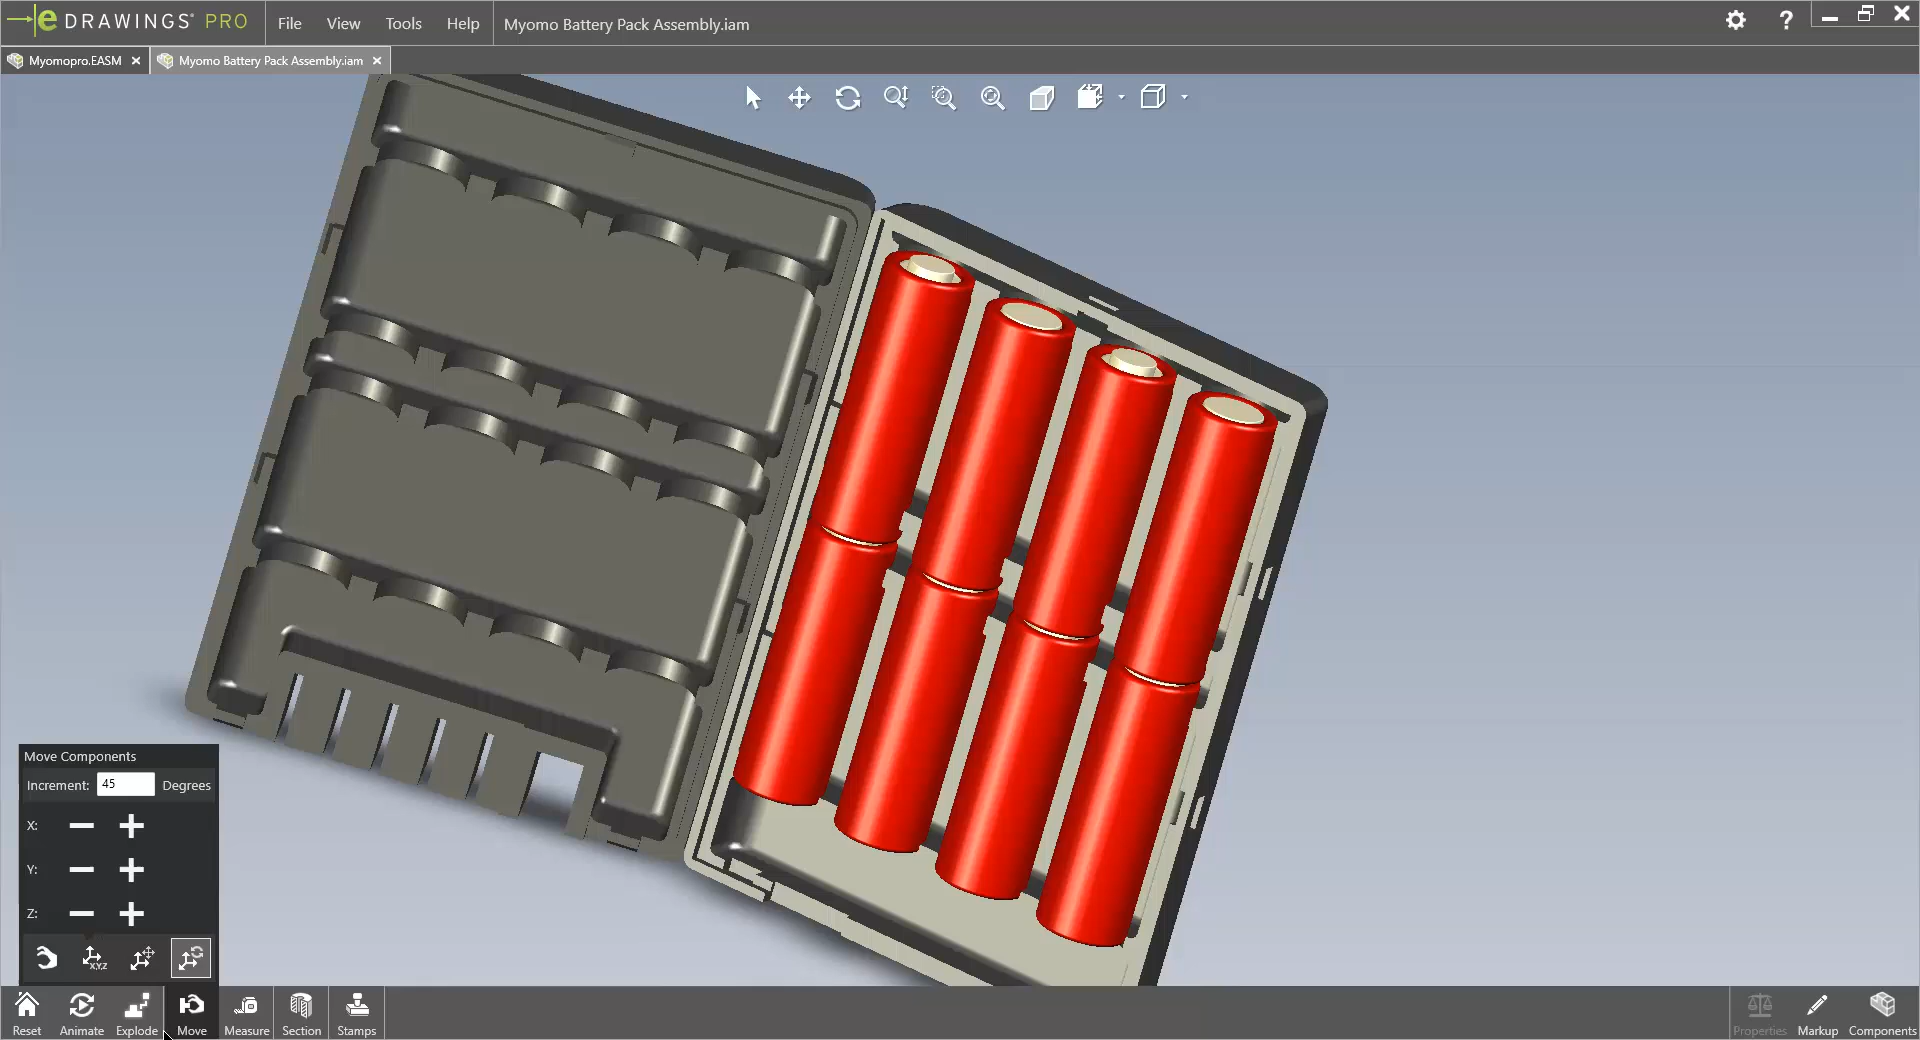 eDRAWINGS® PRO
File View Tools Help Myomo Battery Pack Assembly.iam
?
Myomopro.EASM
Myomo Battery Pack Assembly.iam
Move Components
Increment: 45 Degrees
X:
Y:
Z:
X,Y,Z
Reset Animate Explode Move Measure Section Stamps Properties Markup Components